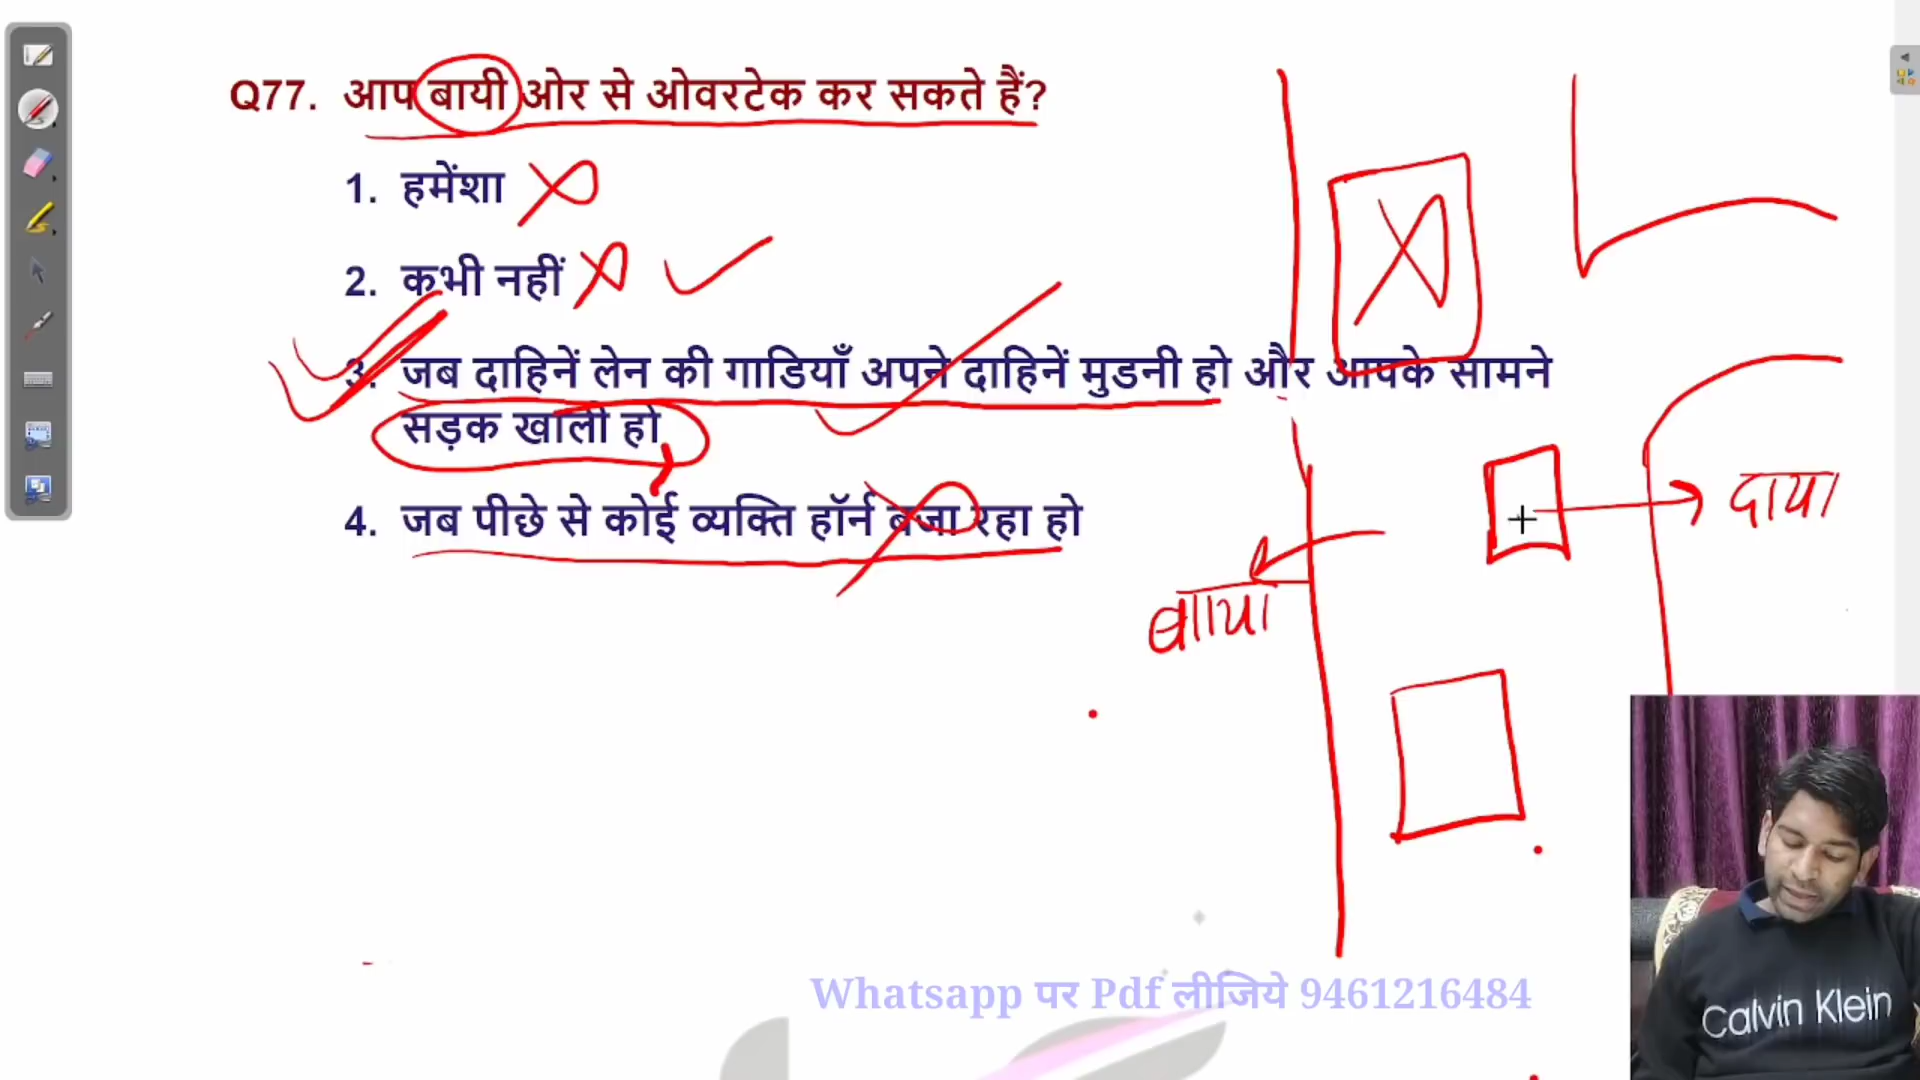 Q77. आप बायी ओर से ओवरटेक कर सकते हैं?
1. हमेंशा
2. कभी नहीं
3. जब दाहिनें लेन की गाडियाँ अपने दाहिनें मुडनी हो और आपके सामने
सड़क खाली हो
4. जब पीछे से कोई व्यक्ति हॉर्न बजा रहा हो
दाया
बााया
Whatsapp पर Pdf लीजिये 9461216484
Calvin Klein